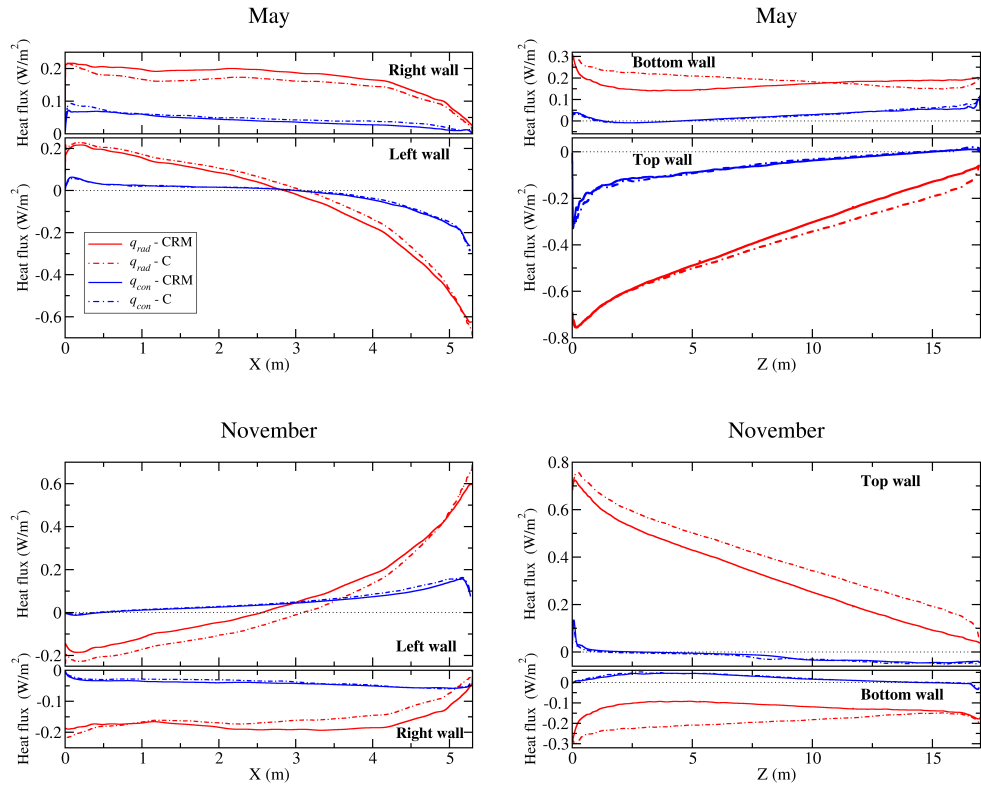 May
Heat flux (W/m²)
0.2
0.1
0
Right wall
Heat flux (W/m²)
0.2
0
-0.2
-0.4
-0.6
Left wall
q_rad - CRM
q_rad - C
q_con - CRM
q_con - C
0 1 2 3 4 5
X (m)
May
Heat flux (W/m²)
0.3
0.2
0.1
0
Bottom wall
Heat flux (W/m²)
0
-0.2
-0.4
-0.6
-0.8
Top wall
0 5 10 15
Z (m)
November
Heat flux (W/m²)
0.6
0.4
0.2
0
-0.2
Left wall
Heat flux (W/m²)
0
-0.1
-0.2
Right wall
0 1 2 3 4 5
X (m)
November
Heat flux (W/m²)
0.8
0.6
0.4
0.2
0
Top wall
Heat flux (W/m²)
0
-0.1
-0.2
-0.3
Bottom wall
0 5 10 15
Z (m)